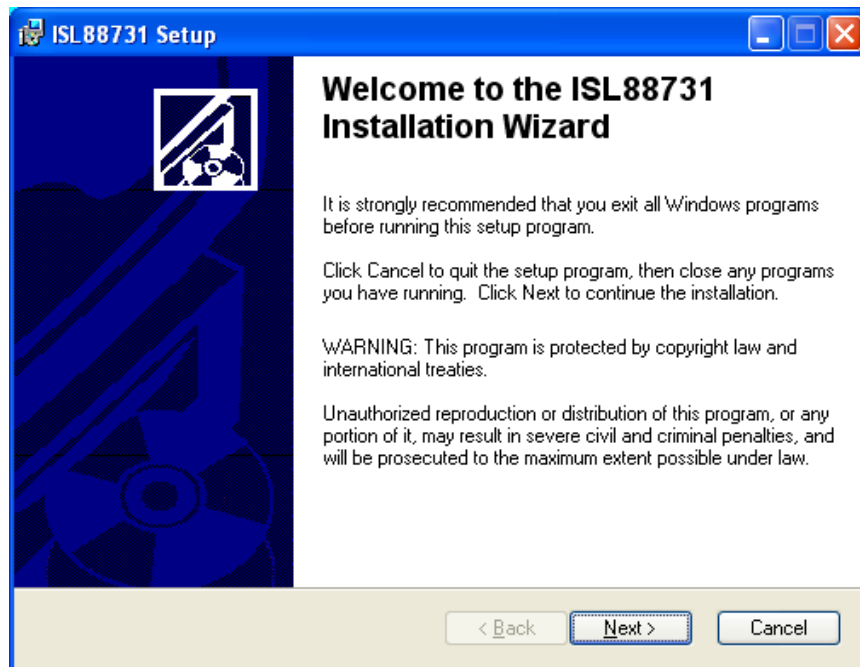 ISL88731 Setup
Welcome to the ISL88731
Installation Wizard
It is strongly recommended that you exit all Windows programs
before running this setup program.
Click Cancel to quit the setup program, then close any programs
you have running.  Click Next to continue the installation.
WARNING: This program is protected by copyright law and
international treaties.
Unauthorized reproduction or distribution of this program, or any
portion of it, may result in severe civil and criminal penalties, and
will be prosecuted to the maximum extent possible under law.
< Back
Next >
Cancel